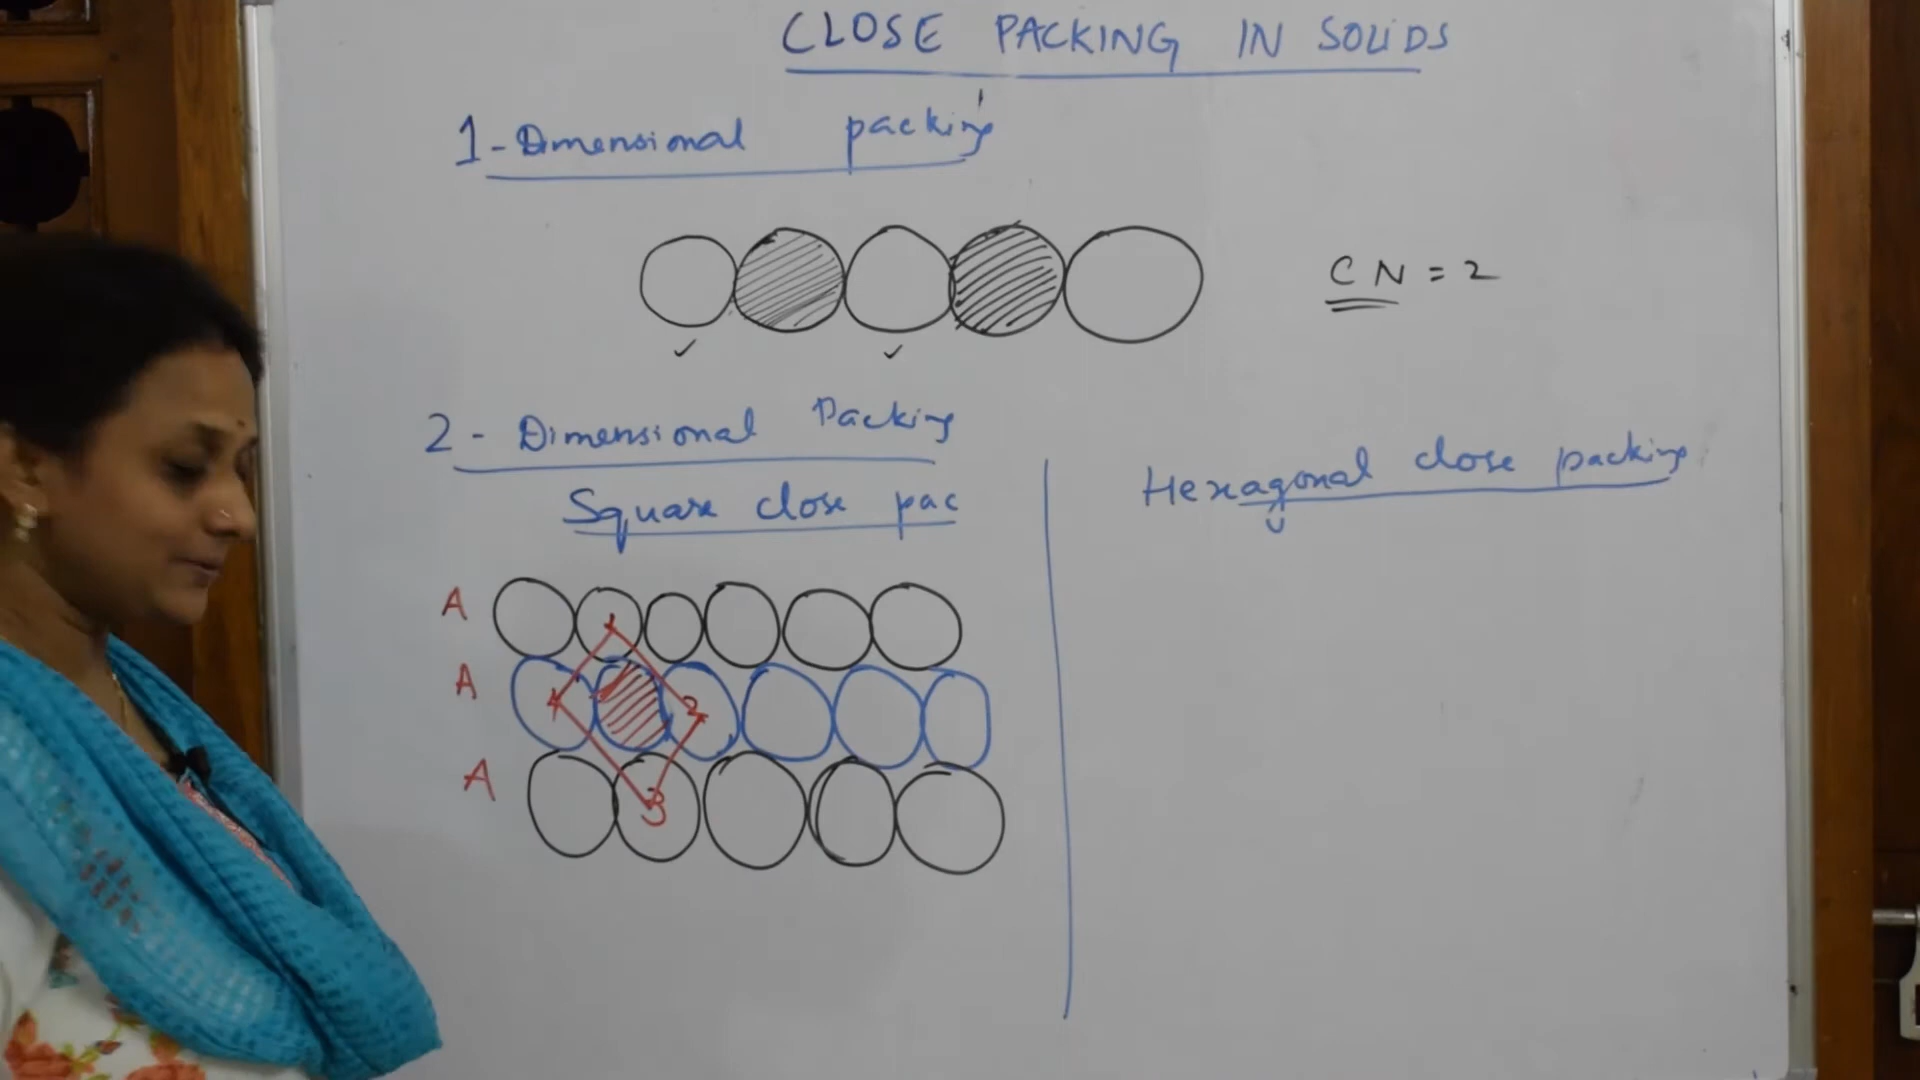 CLOSE PACKING IN SOLIDS
1-Dimensional packing
CN = 2
2 - Dimensional Packing
Square close pac
Hexagonal close packing
A
1
A
4
2
A
3